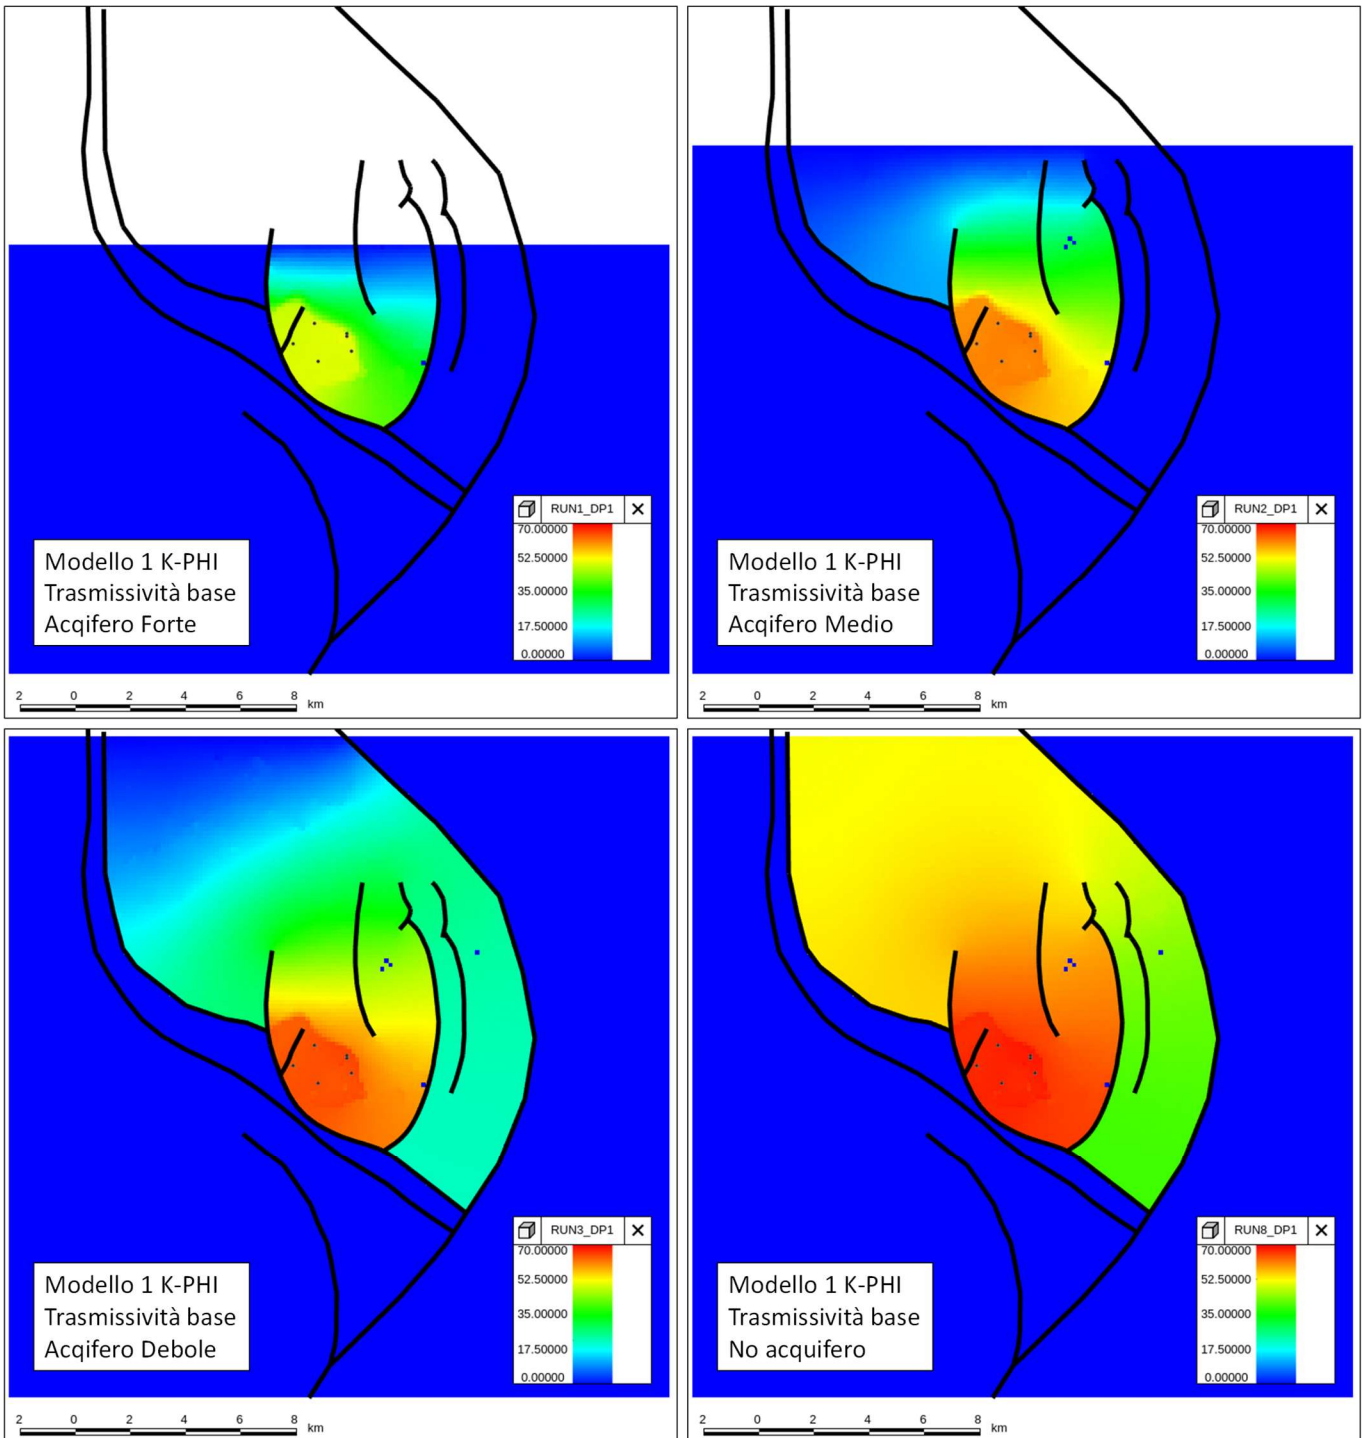 RUN1_DP1
70.00000
52.50000
35.00000
17.50000
0.00000
Modello 1 K-PHI
Trasmissività base
Acqifero Forte
2 0 2 4 6 8 km
RUN2_DP1
70.00000
52.50000
35.00000
17.50000
0.00000
Modello 1 K-PHI
Trasmissività base
Acqifero Medio
2 0 2 4 6 8 km
RUN3_DP1
70.00000
52.50000
35.00000
17.50000
0.00000
Modello 1 K-PHI
Trasmissività base
Acqifero Debole
2 0 2 4 6 8 km
RUN8_DP1
70.00000
52.50000
35.00000
17.50000
0.00000
Modello 1 K-PHI
Trasmissività base
No acquifero
2 0 2 4 6 8 km